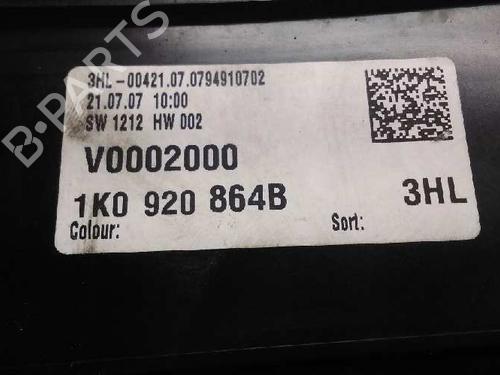 B-PARTS
3HL-00421.07.0794910702
21.07.07 10:00
SW 1212 HW 002
V0002000
1K0 920 864B 3HL
Colour: Sort: